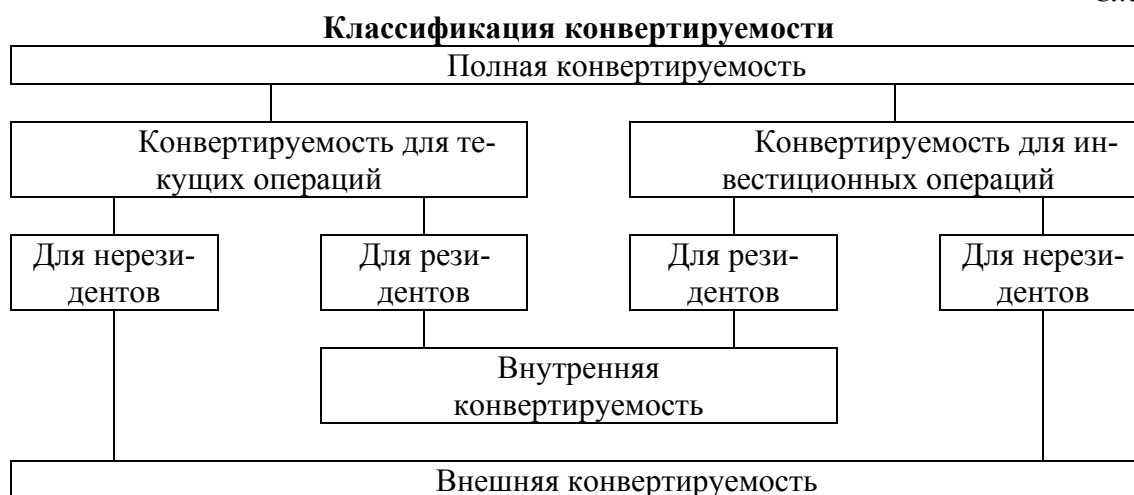 Классификация конвертируемости
Полная конвертируемость
Конвертируемость для те-
кущих операций
Конвертируемость для ин-
вестиционных операций
Для нерези-
дентов
Для рези-
дентов
Для рези-
дентов
Для нерези-
дентов
Внутренняя
конвертируемость
Внешняя конвертируемость